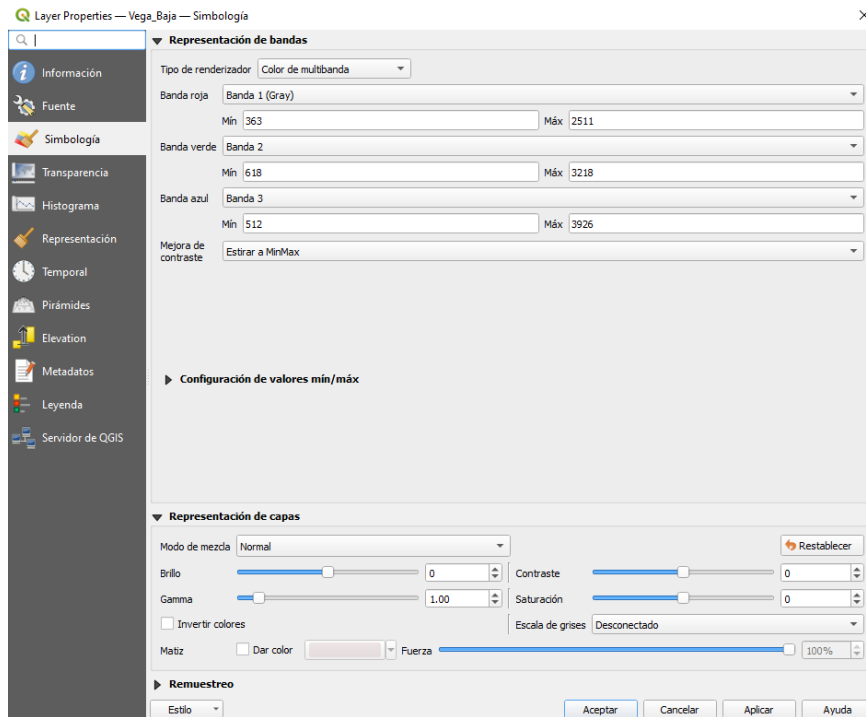 Layer Properties — Vega_Baja — Simbología
Información
Fuente
Simbología
Transparencia
Histograma
Representación
Temporal
Pirámides
Elevation
Metadatos
Leyenda
Servidor de QGIS
Representación de bandas
Tipo de renderizador Color de multibanda
Banda roja Banda 1 (Gray)
Mín 363 Máx 2511
Banda verde Banda 2
Mín 618 Máx 3218
Banda azul Banda 3
Mín 512 Máx 3926
Mejora de
contraste Estirar a MinMax
Configuración de valores mín/máx
Representación de capas
Modo de mezcla Normal Restablecer
Brillo 0 Contraste 0
Gamma 1.00 Saturación 0
Invertir colores Escala de grises Desconectado
Matiz Dar color Fuerza 100%
Remuestreo
Estilo Aceptar Cancelar Aplicar Ayuda